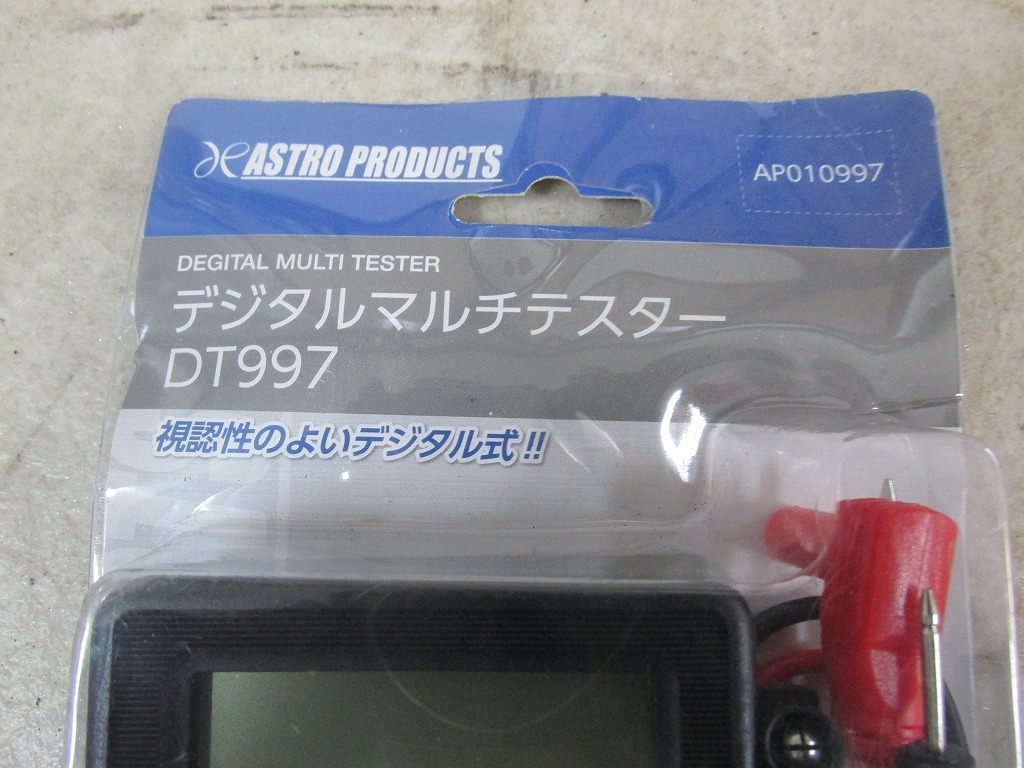 ASTRO PRODUCTS
AP010997
DEGITAL MULTI TESTER
デジタルマルチテスター
DT997
視認性のよいデジタル式!!